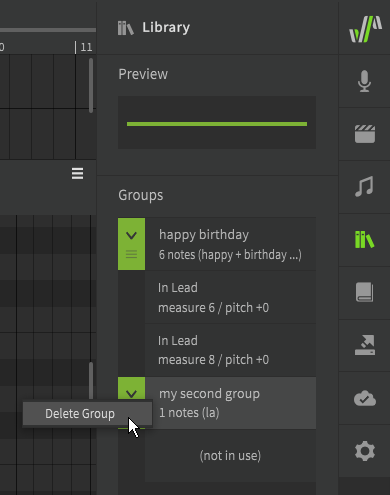 Library
11
Preview
Groups
happy birthday
6 notes (happy + birthday ...)
In Lead
measure 6 / pitch +0
In Lead
measure 8 / pitch +0
my second group
1 notes (la)
Delete Group
(not in use)